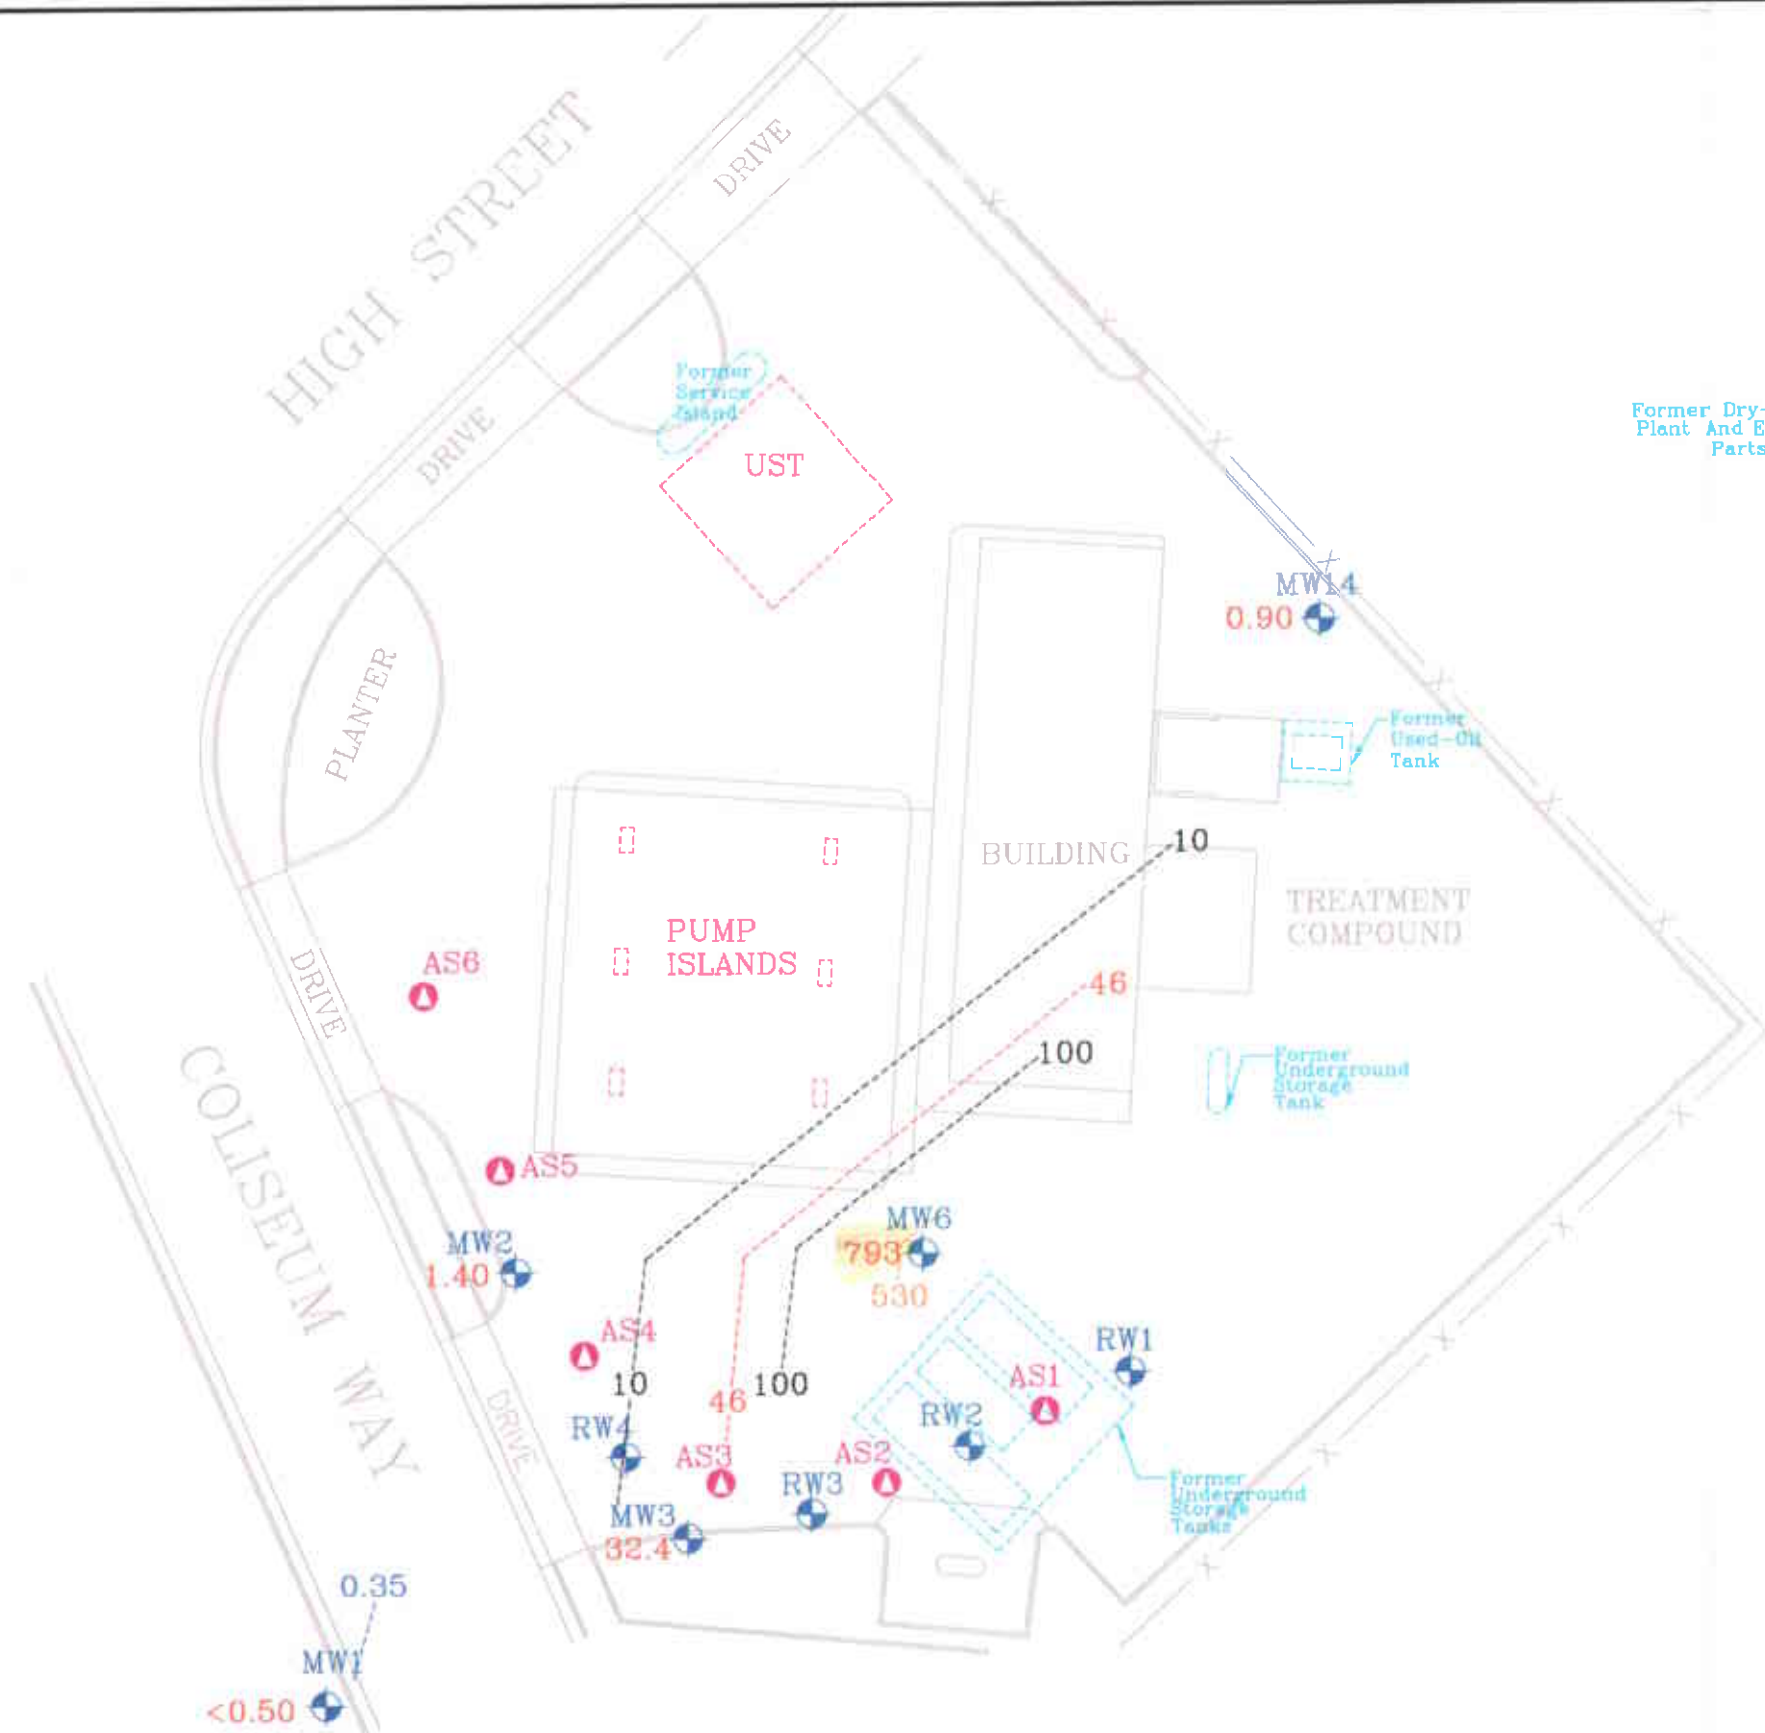 HIGH STREET
DRIVE
Former
Service
Island
UST
DRIVE
Former Dry-
Plant And E
Parts
MW14
0.90
PLANTER
Former
Used-Oil
Tank
10
BUILDING
TREATMENT
COMPOUND
PUMP
ISLANDS
AS6
DRIVE
46
100
Former
Underground
Storage
Tank
COLISEUM WAY
AS5
MW6
793
530
MW2
1.40
AS4
RW1
10
46
100
AS1
DRIVE
RW4
RW2
AS3
AS2
RW3
MW3
32.4
Former
Underground
Storage
Tanks
0.35
MW1
<0.50